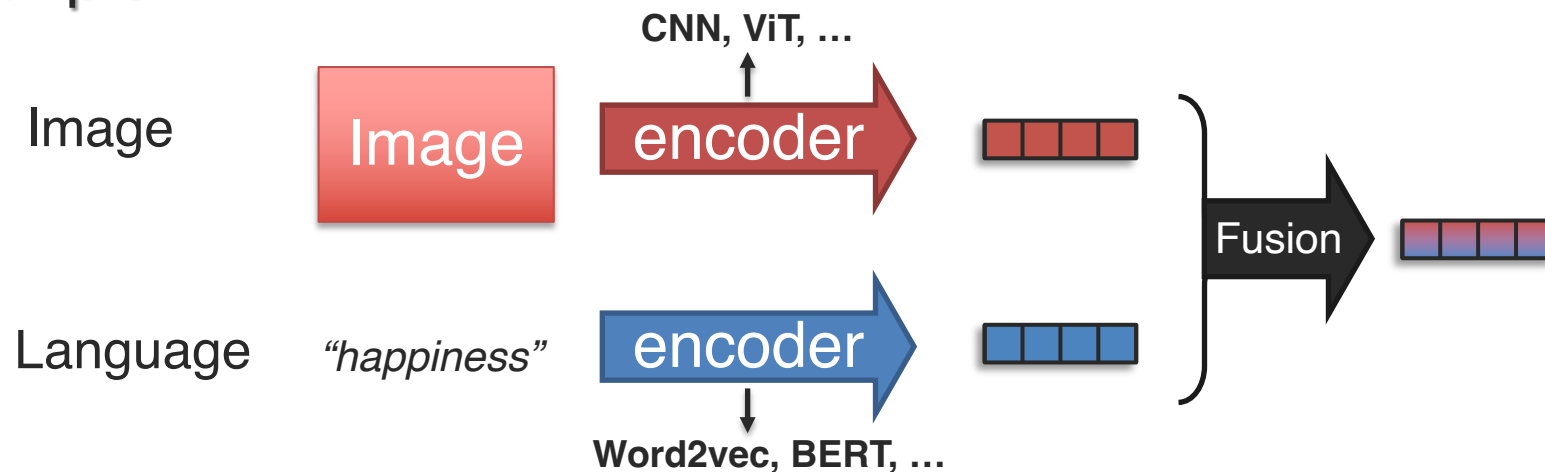 CNN, ViT, …
Image
Image
encoder
Fusion
Language
“happiness”
encoder
Word2vec, BERT, …